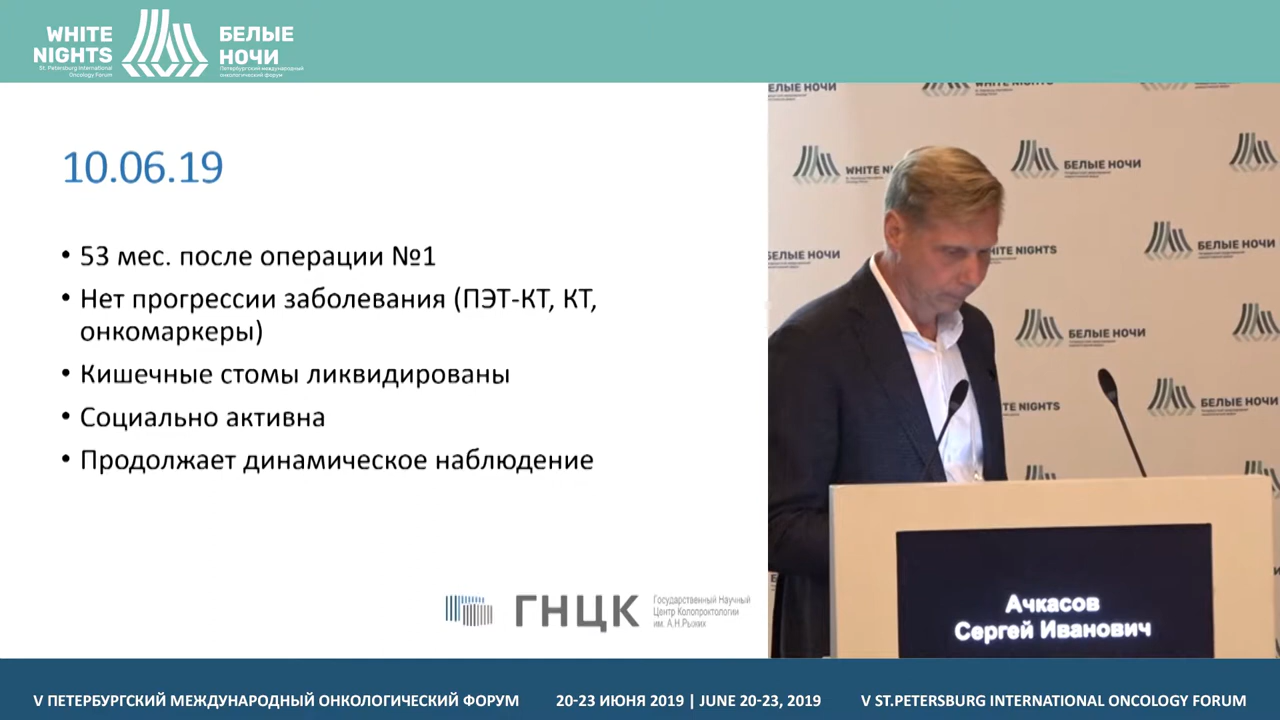 WHITE
NIGHTS
St. Petersburg International
Oncology Forum
БЕЛЫЕ
НОЧИ
Петербургский международный
онкологический форум
10.06.19
• 53 мес. после операции №1
• Нет прогрессии заболевания (ПЭТ-КТ, КТ,
онкомаркеры)
• Кишечные стомы ликвидированы
• Социально активна
• Продолжает динамическое наблюдение
ГНЦК
Государственный Научный
Центр Колопроктологии
им. А.Н.Рыжих
ЕЛЫЕ НОЧИ
WHITE N
БЕЛЫЕ НОЧИ
БЕЛЫЕ НОЧИ
ITE NIGHTS
БЕЛЫЕ НОЧИ
БЕЛЫЕ НОЧИ
TE NIGHTS
БЕЛЫЕ НОЧИ
Ачкасов
Сергей Иванович
V ПЕТЕРБУРГСКИЙ МЕЖДУНАРОДНЫЙ ОНКОЛОГИЧЕСКИЙ ФОРУМ
20-23 ИЮНЯ 2019 | JUNE 20-23, 2019
V ST.PETERSBURG INTERNATIONAL ONCOLOGY FORUM